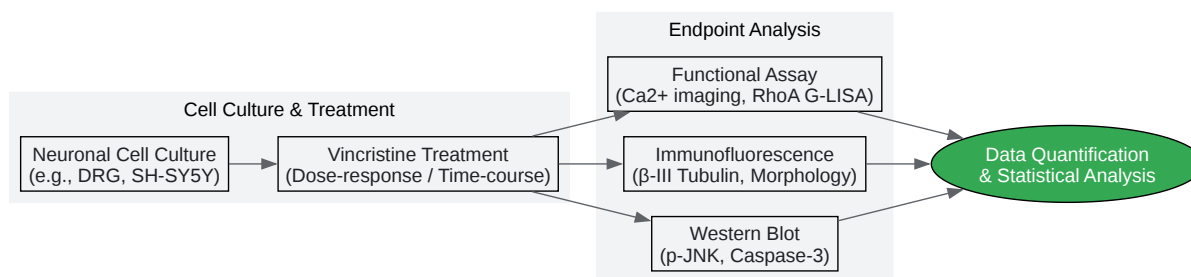 Cell Culture & Treatment
Neuronal Cell Culture
(e.g., DRG, SH-SY5Y)
Vincristine Treatment
(Dose-response / Time-course)
Endpoint Analysis
Functional Assay
(Ca2+ imaging, RhoA G-LISA)
Immunofluorescence
(β-III Tubulin, Morphology)
Western Blot
(p-JNK, Caspase-3)
Data Quantification
& Statistical Analysis